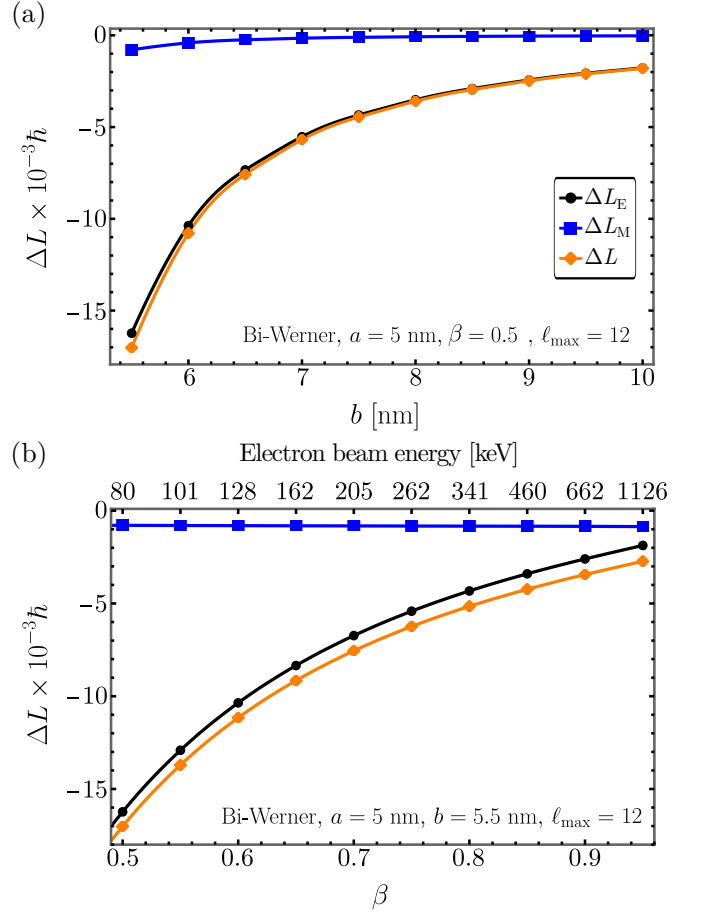 (a)
0
−5
−10
−15
ΔL × 10⁻³ℏ
ΔL_E
ΔL_M
ΔL
Bi-Werner, a = 5 nm, β = 0.5 , ℓ_max = 12
6 7 8 9 10
b [nm]
(b)
Electron beam energy [keV]
80 101 128 162 205 262 341 460 662 1126
0
−5
−10
−15
ΔL × 10⁻³ℏ
Bi-Werner, a = 5 nm, b = 5.5 nm, ℓ_max = 12
0.5 0.6 0.7 0.8 0.9
β